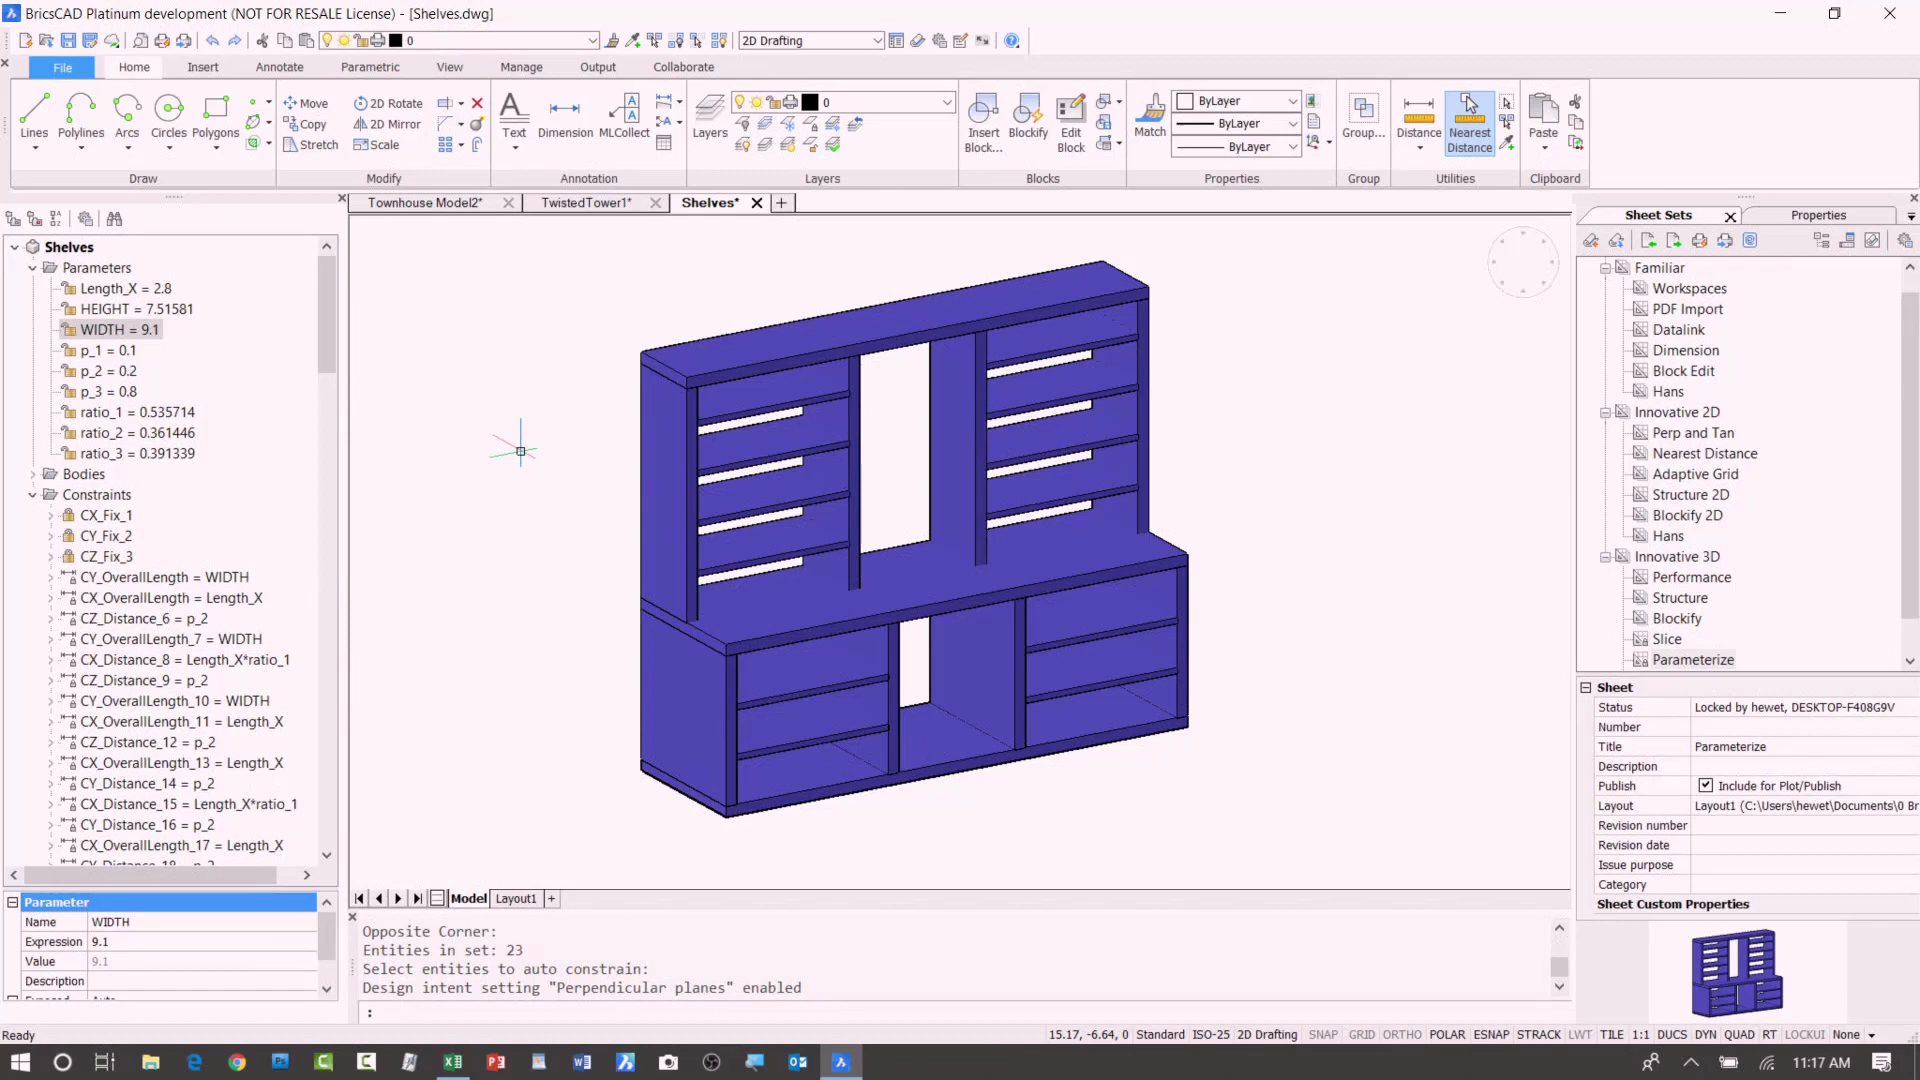 BricsCAD Platinum development (NOT FOR RESALE License) - [Shelves.dwg]
0
2D Drafting
File
Home
Insert
Annotate
Parametric
View
Manage
Output
Collaborate
Lines
Polylines
Arcs
Circles
Polygons
Draw
Move
Copy
Stretch
2D Rotate
2D Mirror
Scale
Modify
Text
Dimension
MLCollect
Annotation
Layers
0
Layers
Insert
Block...
Blockify
Edit
Block
Blocks
Match
ByLayer
ByLayer
ByLayer
Properties
Group...
Group
Distance
Nearest
Distance
Utilities
Paste
Clipboard
Townhouse Model2*
TwistedTower1*
Shelves*
Shelves
Parameters
Length_X = 2.8
HEIGHT = 7.51581
WIDTH = 9.1
p_1 = 0.1
p_2 = 0.2
p_3 = 0.8
ratio_1 = 0.535714
ratio_2 = 0.361446
ratio_3 = 0.391339
Bodies
Constraints
CX_Fix_1
CY_Fix_2
CZ_Fix_3
CY_OverallLength = WIDTH
CX_OverallLength = Length_X
CZ_Distance_6 = p_2
CY_OverallLength_7 = WIDTH
CX_Distance_8 = Length_X*ratio_1
CZ_Distance_9 = p_2
CY_OverallLength_10 = WIDTH
CX_OverallLength_11 = Length_X
CZ_Distance_12 = p_2
CX_OverallLength_13 = Length_X
CY_Distance_14 = p_2
CX_Distance_15 = Length_X*ratio_1
CY_Distance_16 = p_2
CX_OverallLength_17 = Length_X
CY_Distance_18 = p_2
Parameter
Name WIDTH
Expression 9.1
Value 9.1
Description
Exposed Auto
Model
Layout1
Opposite Corner:
Entities in set: 23
Select entities to auto constrain:
Design intent setting "Perpendicular planes" enabled
:
Sheet Sets
Properties
Familiar
Workspaces
PDF Import
Datalink
Dimension
Block Edit
Hans
Innovative 2D
Perp and Tan
Nearest Distance
Adaptive Grid
Structure 2D
Blockify 2D
Hans
Innovative 3D
Performance
Structure
Blockify
Slice
Parameterize
Sheet
Status Locked by hewet, DESKTOP-F408G9V
Number
Title Parameterize
Description
Publish Include for Plot/Publish
Layout Layout1 (C:\Users\hewet\Documents\0 Br
Revision number
Revision date
Issue purpose
Category
Sheet Custom Properties
Ready
15.17, -6.64, 0 Standard ISO-25 2D Drafting SNAP GRID ORTHO POLAR ESNAP STRACK LWT TILE 1:1 DUCS DYN QUAD RT LOCKUI None
11:17 AM